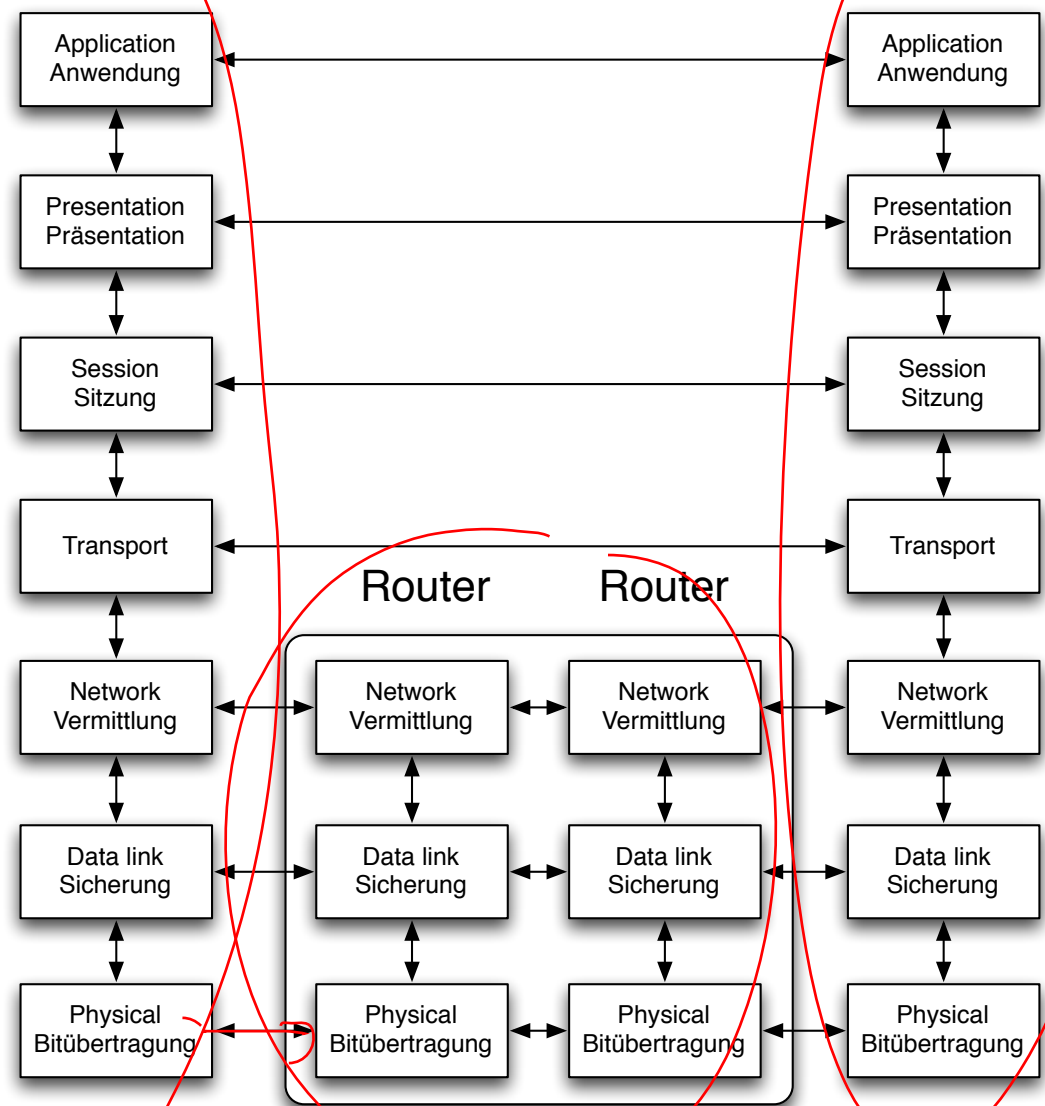 Application
Anwendung
Application
Anwendung
Presentation
Präsentation
Presentation
Präsentation
Session
Sitzung
Session
Sitzung
Transport
Transport
Router
Router
Network
Vermittlung
Network
Vermittlung
Network
Vermittlung
Network
Vermittlung
Data link
Sicherung
Data link
Sicherung
Data link
Sicherung
Data link
Sicherung
Physical
Bitübertragung
Physical
Bitübertragung
Physical
Bitübertragung
Physical
Bitübertragung